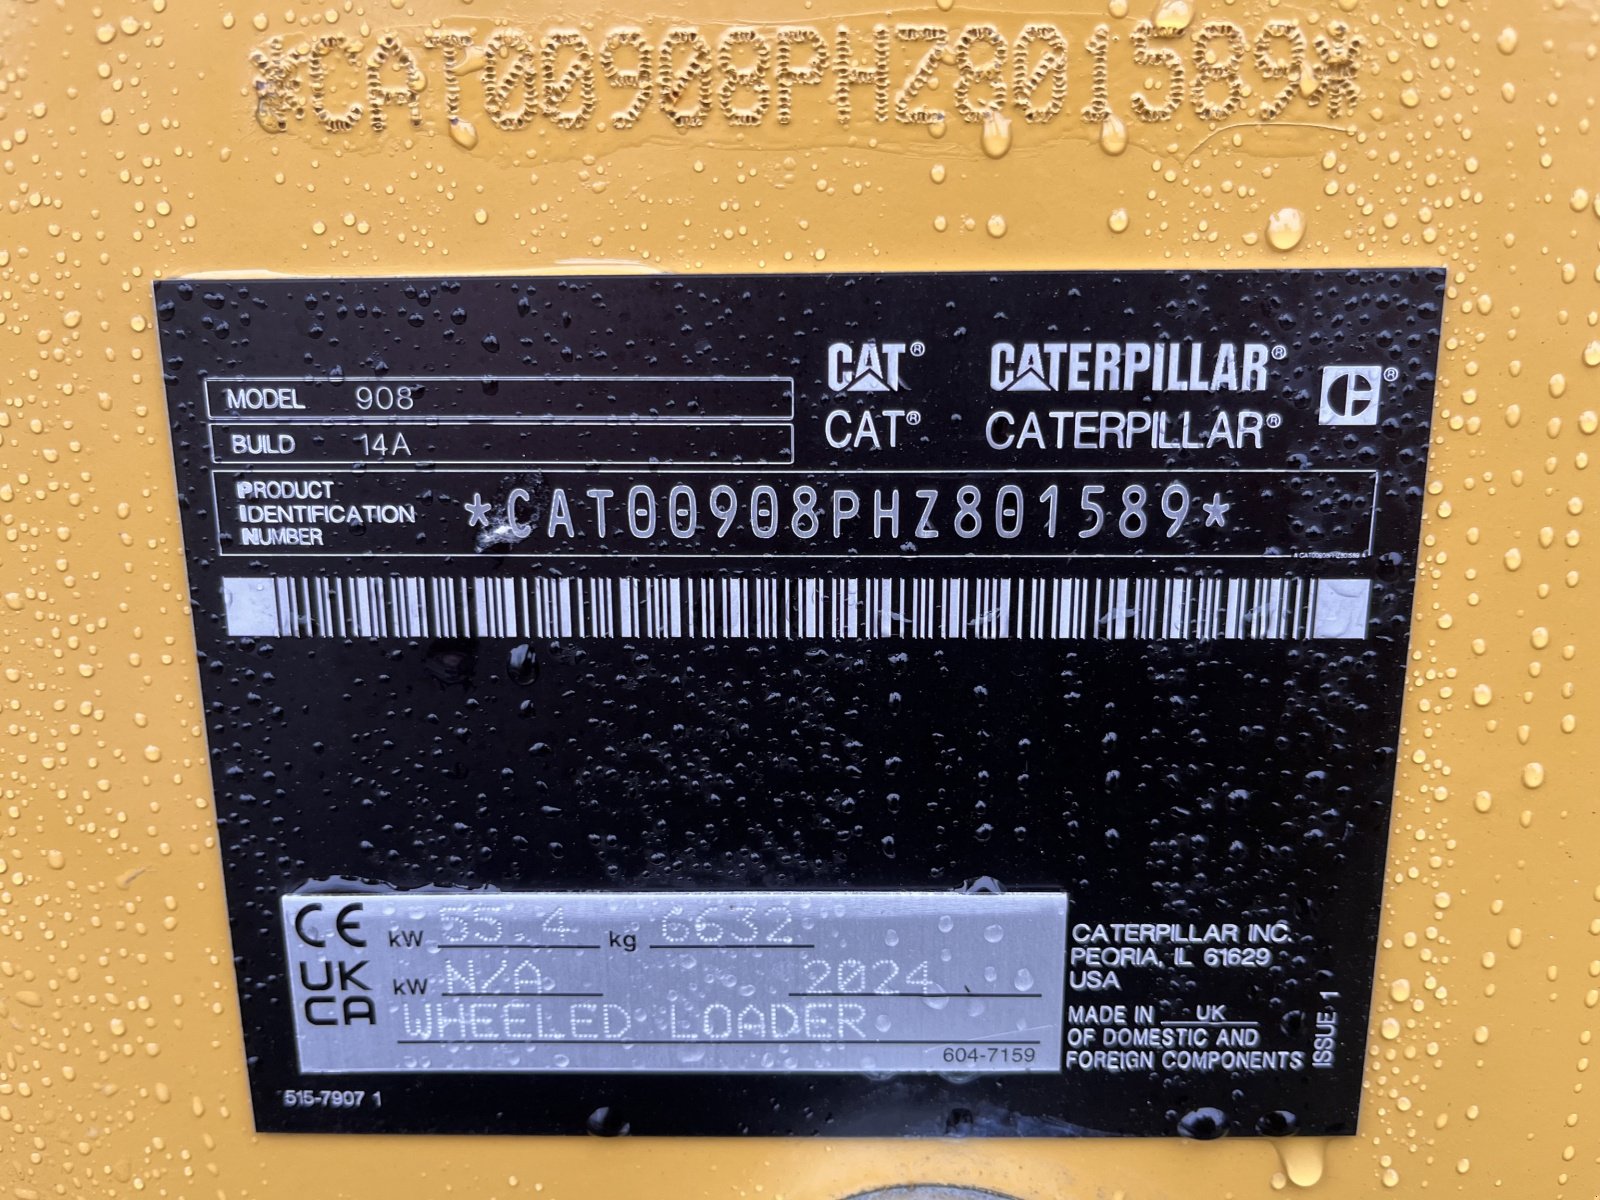 *CAT00908PHZ801589*
CAT® CATERPILLAR® ®
MODEL 908
CAT® CATERPILLAR®
BUILD 14A
PRODUCT
IDENTIFICATION
NUMBER
*CAT00908PHZ801589*
*CAT00908PHZ801589*
CE kW 55.4 kg 6632
UK
CA
kW N/A 2024
WHEELED LOADER
604-7159
CATERPILLAR INC.
PEORIA, IL 61629
USA
MADE IN UK
OF DOMESTIC AND
FOREIGN COMPONENTS
ISSUE 1
515-7907 1